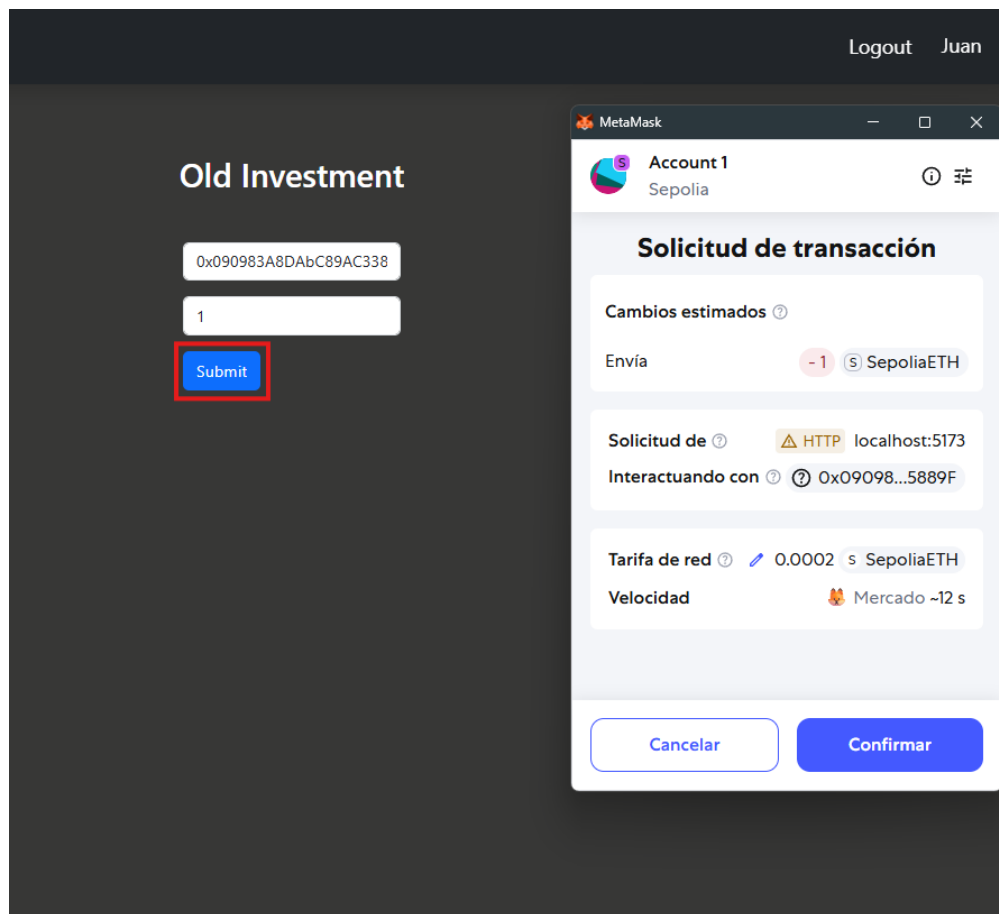 Logout Juan
Old Investment
0x090983A8DAbC89AC338
1
Submit
MetaMask
S
Account 1
Sepolia
Solicitud de transacción
Cambios estimados
Envía - 1 S SepoliaETH
Solicitud de HTTP localhost:5173
Interactuando con 0x09098...5889F
Tarifa de red 0.0002 S SepoliaETH
Velocidad Mercado ~12 s
Cancelar Confirmar